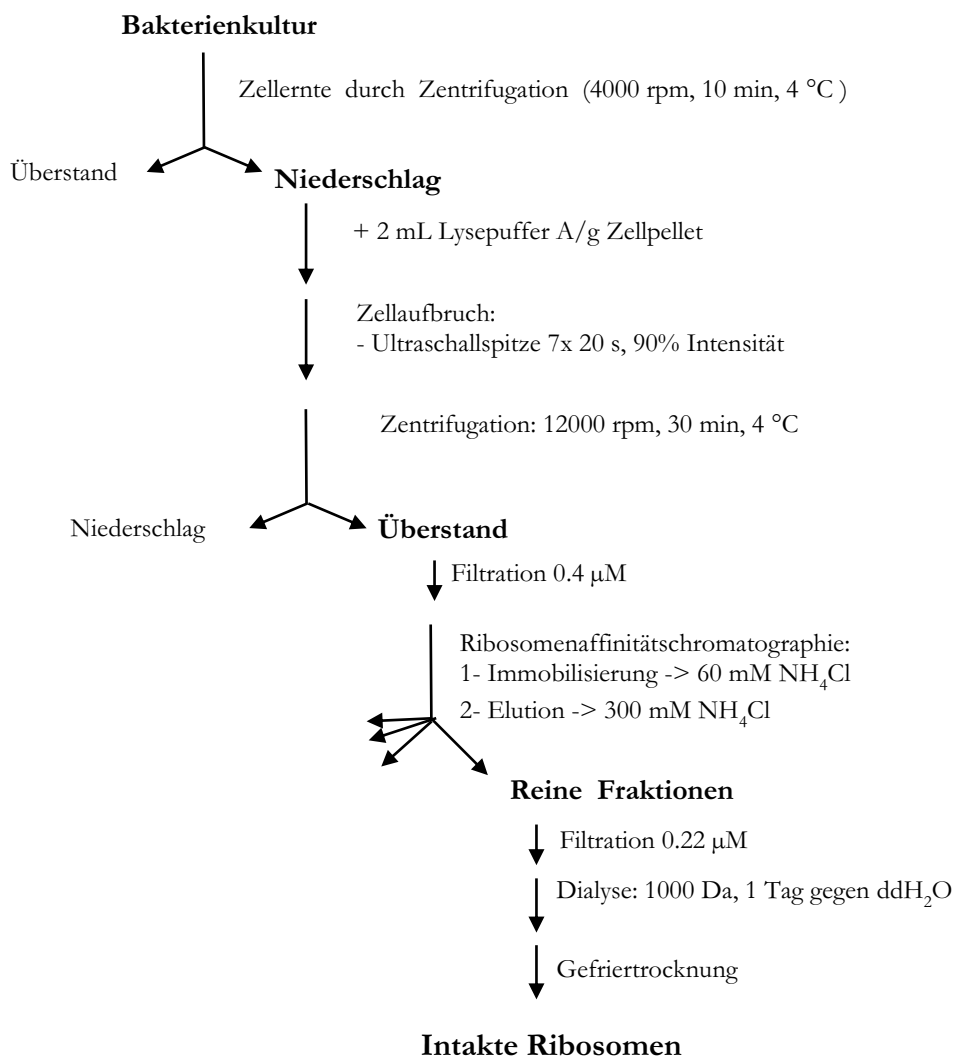 Bakterienkultur
Zellernte durch Zentrifugation (4000 rpm, 10 min, 4 °C )
Überstand
Niederschlag
+ 2 mL Lysepuffer A/g Zellpellet
Zellaufbruch:
- Ultraschallspitze 7x 20 s, 90% Intensität
Zentrifugation: 12000 rpm, 30 min, 4 °C
Niederschlag
Überstand
Filtration 0.4 µM
Ribosomenaffinitätschromatographie:
1- Immobilisierung -> 60 mM NH₄Cl
2- Elution -> 300 mM NH₄Cl
Reine Fraktionen
Filtration 0.22 µM
Dialyse: 1000 Da, 1 Tag gegen ddH₂O
Gefriertrocknung
Intakte Ribosomen